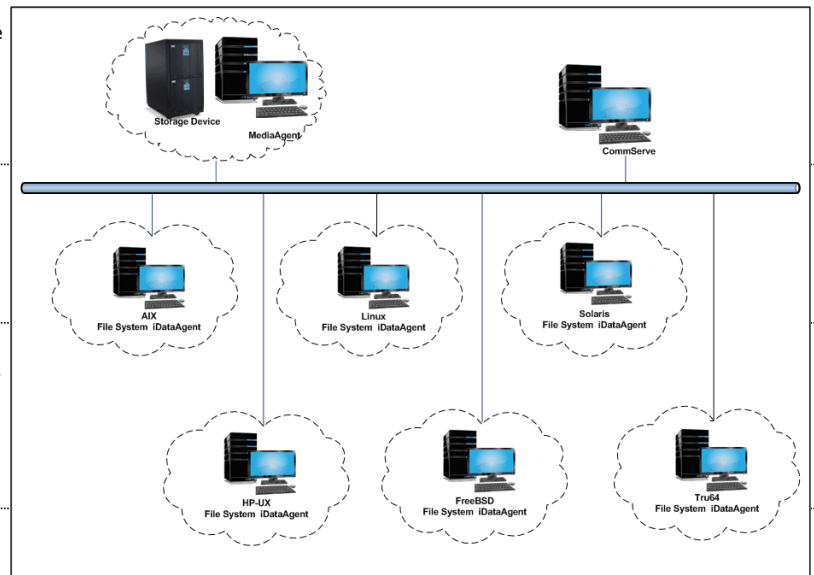 e
Storage Device
MediaAgent
CommServe
AIX
File System iDataAgent
Linux
File System iDataAgent
Solaris
File System iDataAgent
HP-UX
File System iDataAgent
FreeBSD
File System iDataAgent
Tru64
File System iDataAgent